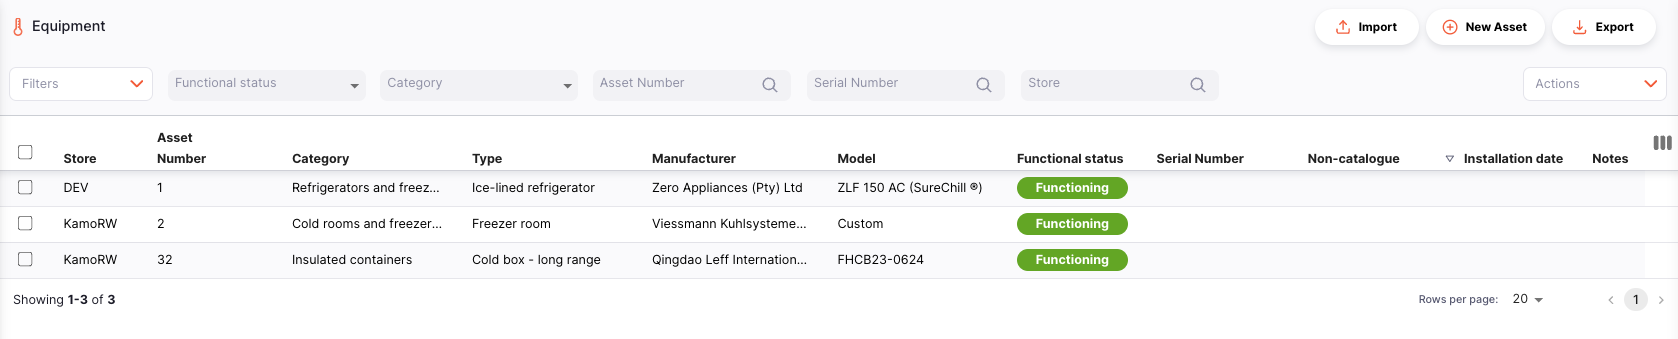 Equipment
Import
New Asset
Export
Filters
Functional status
Category
Asset Number
Serial Number
Store
Actions
Store Asset Number Category Type Manufacturer Model Functional status Serial Number Non-catalogue Installation date Notes
DEV 1 Refrigerators and freez... Ice-lined refrigerator Zero Appliances (Pty) Ltd ZLF 150 AC (SureChill ®) Functioning
KamoRW 2 Cold rooms and freezer... Freezer room Viessmann Kuhlsysteme... Custom Functioning
KamoRW 32 Insulated containers Cold box - long range Qingdao Leff Internation... FHCB23-0624 Functioning
Showing 1-3 of 3
Rows per page: 20
1